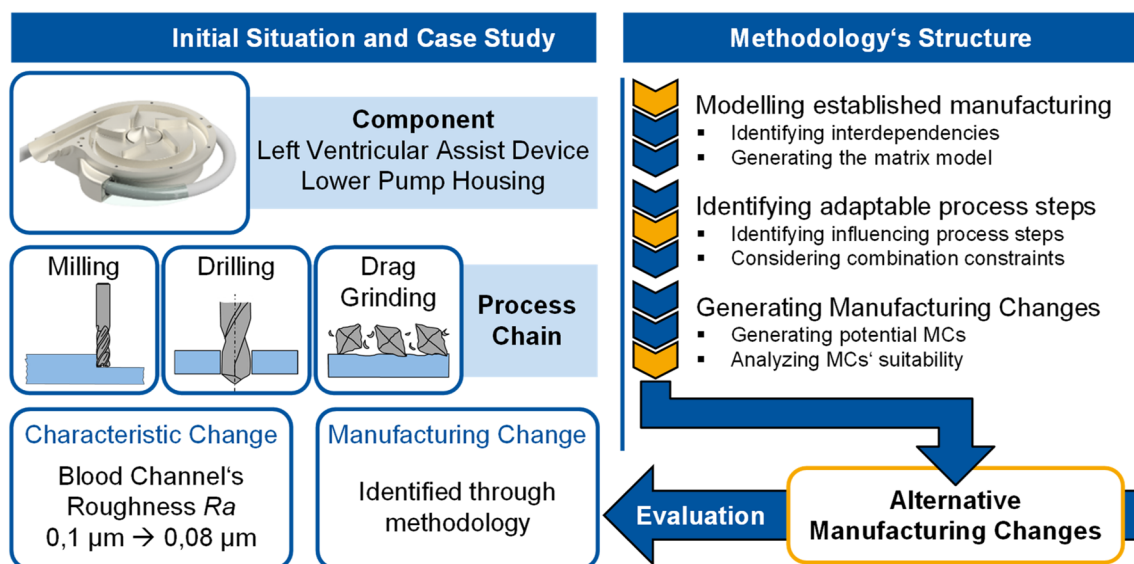 Initial Situation and Case Study
Component
Left Ventricular Assist Device
Lower Pump Housing
Milling
Drilling
Drag
Grinding
Process
Chain
Characteristic Change
Blood Channel‘s
Roughness Ra
0,1 µm → 0,08 µm
Manufacturing Change
Identified through
methodology
Methodology‘s Structure
Modelling established manufacturing
▪ Identifying interdependencies
▪ Generating the matrix model
Identifying adaptable process steps
▪ Identifying influencing process steps
▪ Considering combination constraints
Generating Manufacturing Changes
▪ Generating potential MCs
▪ Analyzing MCs‘ suitability
Evaluation
Alternative
Manufacturing Changes